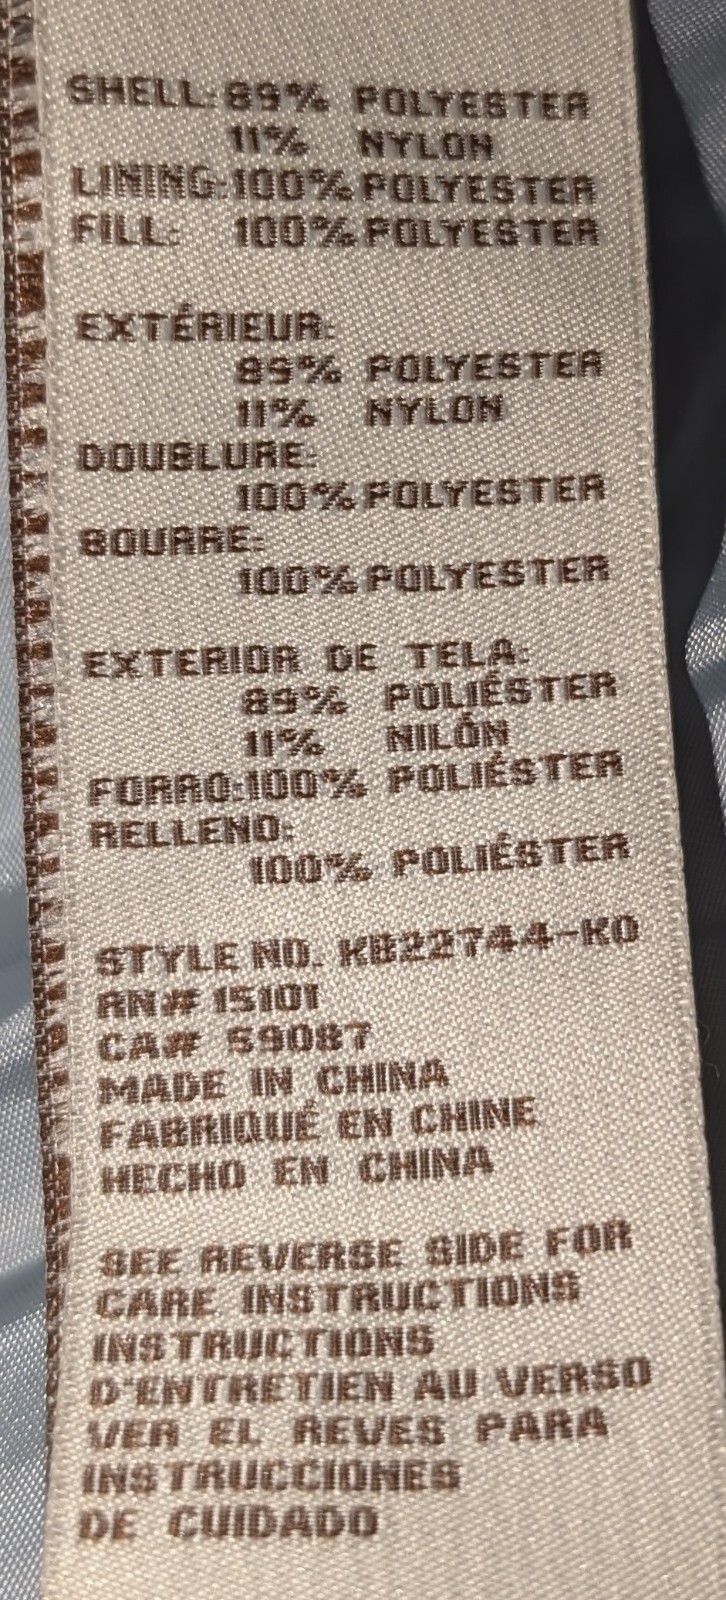 SHELL: 89% POLYESTER
11% NYLON
LINING: 100% POLYESTER
FILL: 100% POLYESTER
EXTÉRIEUR:
89% POLYESTER
11% NYLON
DOUBLURE:
100% POLYESTER
BOURRE:
100% POLYESTER
EXTERIOR DE TELA:
89% POLIÉSTER
11% NILÓN
FORRO: 100% POLIÉSTER
RELLENO:
100% POLIÉSTER
STYLE NO. KB22744-KO
RN# 15101
CA# 59087
MADE IN CHINA
FABRIQUÉ EN CHINE
HECHO EN CHINA
SEE REVERSE SIDE FOR
CARE INSTRUCTIONS
INSTRUCTIONS
D'ENTRETIEN AU VERSO
VER EL REVES PARA
INSTRUCCIONES
DE CUIDADO